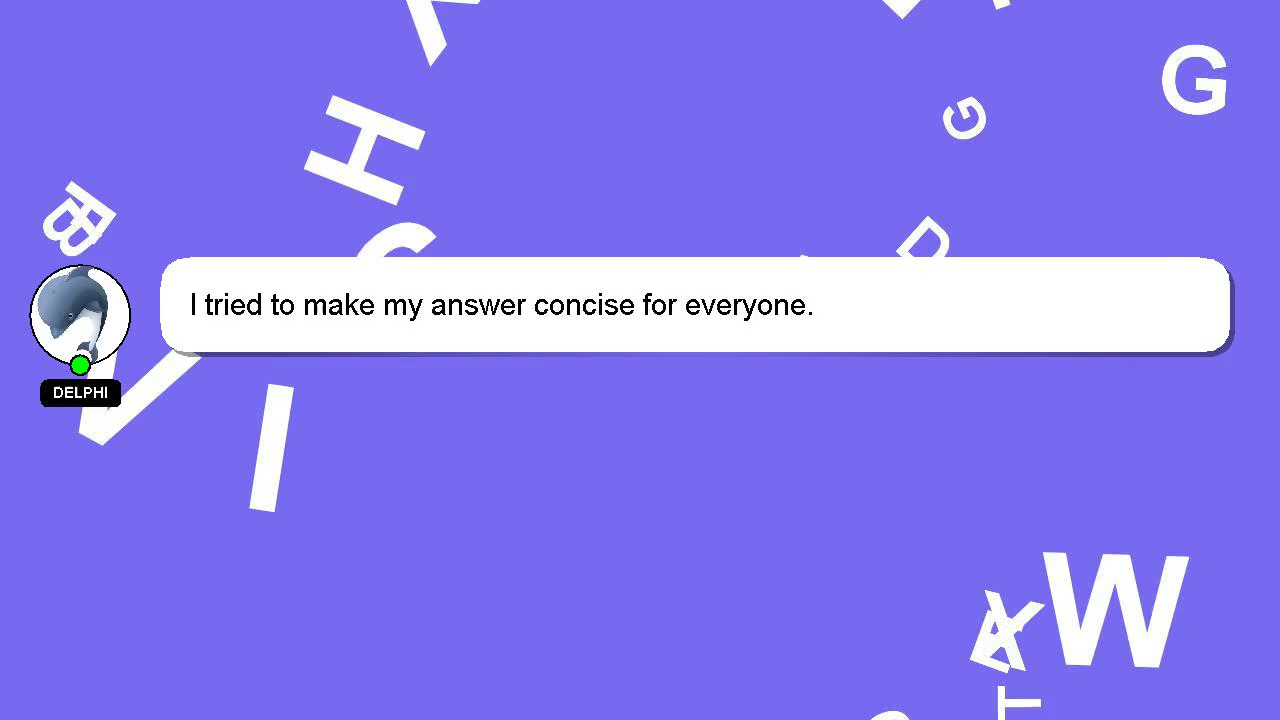 I tried to make my answer concise for everyone.
DELPHI
H
G
G
B
D
V
I
W
X
T